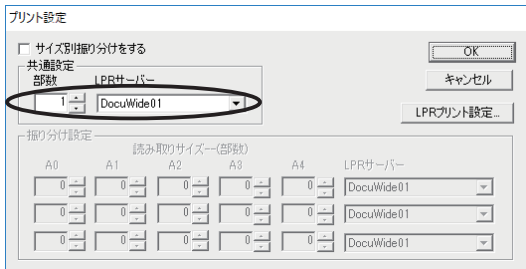 プリント設定
サイズ別振り分けをする
OK
共通設定
部数 LPRサーバー
キャンセル
1 DocuWide01
LPRプリント設定...
振り分け設定
読み取りサイズ--(部数)
A0 A1 A2 A3 A4 LPRサーバー
0 0 0 0 0 DocuWide01
0 0 0 0 0 DocuWide01
0 0 0 0 0 DocuWide01